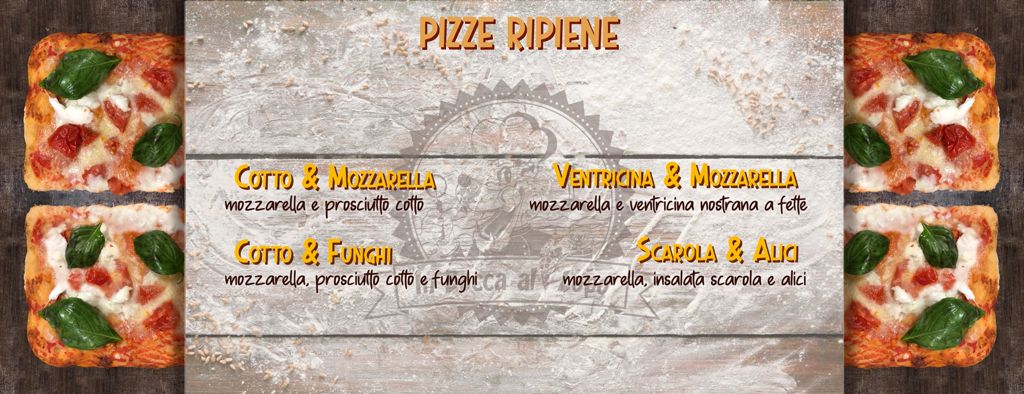 PIZZE RIPIENE
COTTO & MOZZARELLA
mozzarella e prosciutto cotto
VENTRICINA & MOZZARELLA
mozzarella e ventricina nostrana a fette
COTTO & FUNGHI
mozzarella, prosciutto cotto e funghi
SCAROLA & ALICI
mozzarella, insalata scarola e alici